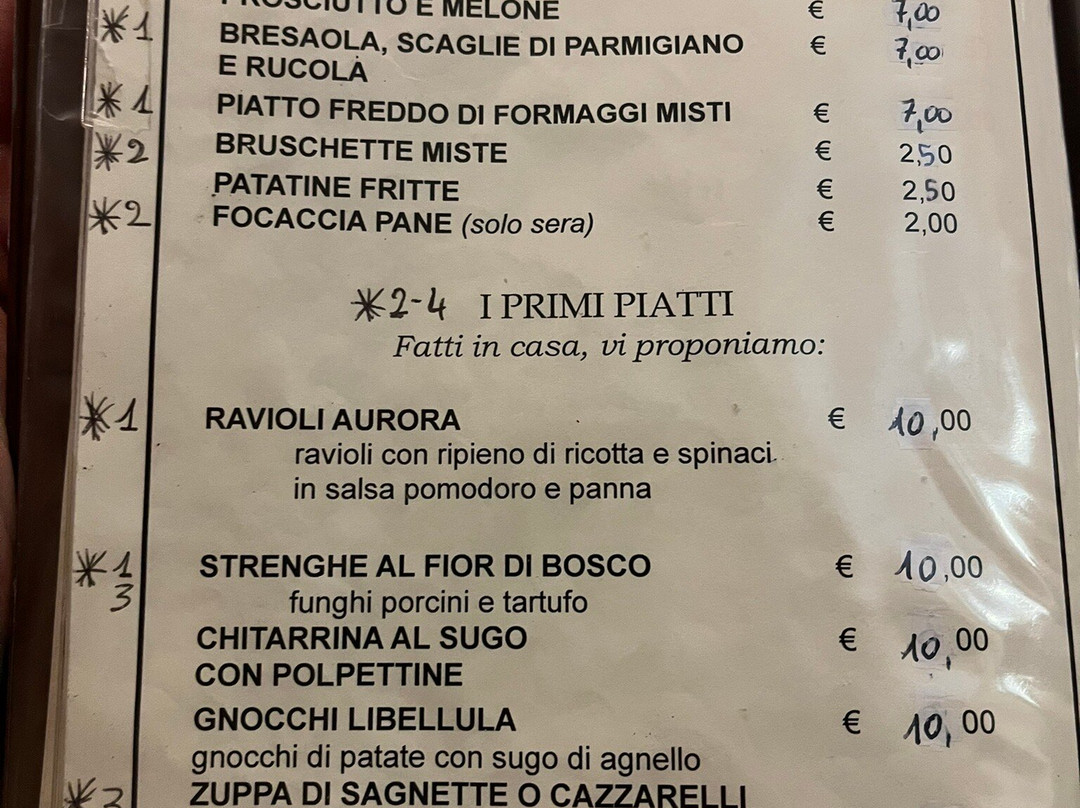 PROSCIUTTO E MELONE € 7,00
*1 BRESAOLA, SCAGLIE DI PARMIGIANO € 7,00
E RUCOLA
*1 PIATTO FREDDO DI FORMAGGI MISTI € 7,00
*2 BRUSCHETTE MISTE € 2,50
PATATINE FRITTE € 2,50
*2 FOCACCIA PANE (solo sera) € 2,00
*2-4 I PRIMI PIATTI
Fatti in casa, vi proponiamo:
*1 RAVIOLI AURORA € 10,00
ravioli con ripieno di ricotta e spinaci
in salsa pomodoro e panna
*1 STRENGHE AL FIOR DI BOSCO € 10,00
3 funghi porcini e tartufo
CHITARRINA AL SUGO € 10,00
CON POLPETTINE
GNOCCHI LIBELLULA € 10,00
gnocchi di patate con sugo di agnello
ZUPPA DI SAGNETTE O CAZZARELLI